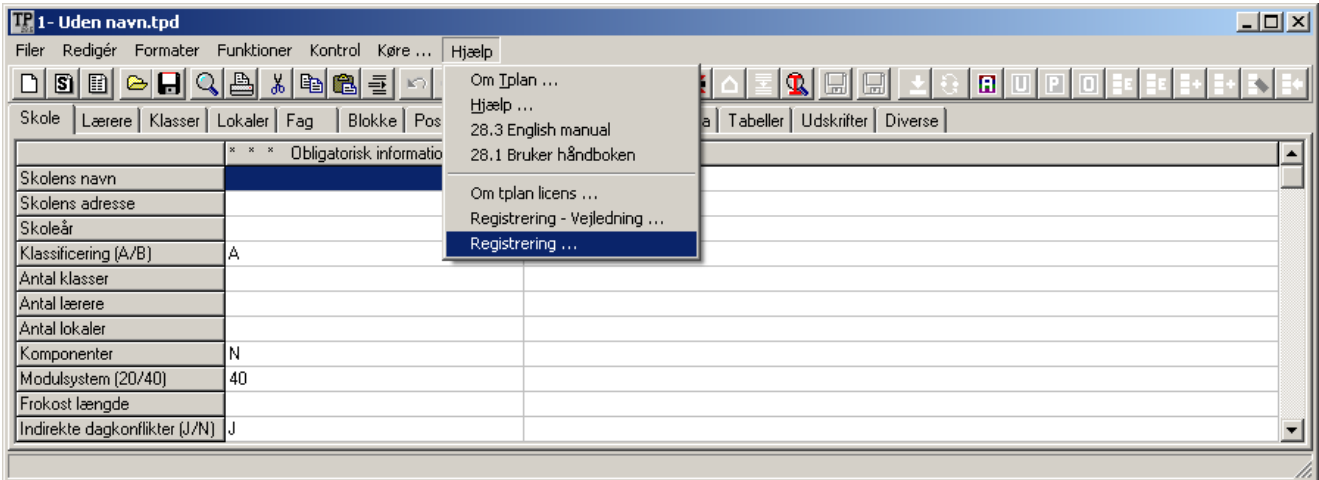 1- Uden navn.tpd
Filer Redigér Formater Funktioner Kontrol Køre ... Hjælp
Skole Lærere Klasser Lokaler Fag Blokke Pos a Tabeller Udskrifter Diverse
Om Tplan ...
Hjælp ...
28.3 English manual
28.1 Bruker håndboken
Om tplan licens ...
Registrering - Vejledning ...
Registrering ...
* * * Obligatorisk informatio
Skolens navn
Skolens adresse
Skoleår
Klassificering (A/B) A
Antal klasser
Antal lærere
Antal lokaler
Komponenter N
Modulsystem (20/40) 40
Frokost længde
Indirekte dagkonflikter (J/N) J